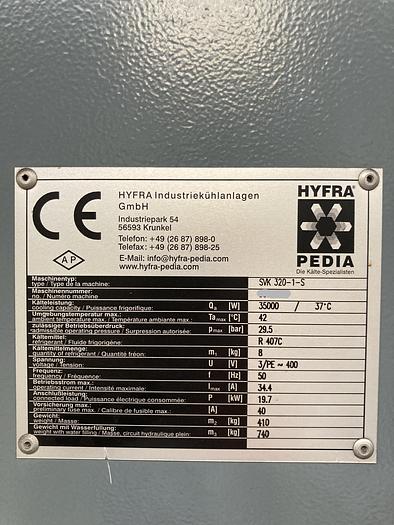 CE
HYFRA Industriekühlanlagen
GmbH
Industriepark 54
56593 Krunkel
Telefon: +49 (26 87) 898-0
Telefax: +49 (26 87) 898-25
E-Mail: info@hyfra-pedia.com
www.hyfra-pedia.com
AP
HYFRA®
PEDIA
Die Kälte-Spezialisten
Maschinentyp:
type / Type de la machine: SVK 320-1-S
Maschinennummer:
no. / Numéro machine
Kälteleistung:
cooling capacity / Puissance frigorifique: [W] 35000 / 37°C
Umgebungstemperatur max.:
ambient temperature max. / Température ambiante max.: Ta max [°C] 42
zulässiger Betriebsüberdruck:
admissible operating pressure / Surpression autorisée: p max [bar] 29.5
Kältemittel:
refrigerant / Fluide frigorigène: R 407C
Kältemittelmenge:
quantity of refrigerant / Quantité fréon: m1 [kg] 8
Spannung:
voltage / Tension: U [V] 3/PE ~ 400
Frequenz:
frequency / Fréquence: f [Hz] 50
Betriebsstrom max.:
operating current / Intensité maximale: I max [A] 34.4
Anschlußleistung:
connected load / Puissance électrique consommée: P [kW] 19.7
Vorsicherung max.:
preliminary fuse max. / Calibre de fusible max.: [A] 40
Gewicht:
weight / Masse: m2 [kg] 410
Gewicht mit Wasserfüllung:
weight with water filling / Masse, circuit hydraulique plein: m3 [kg] 740